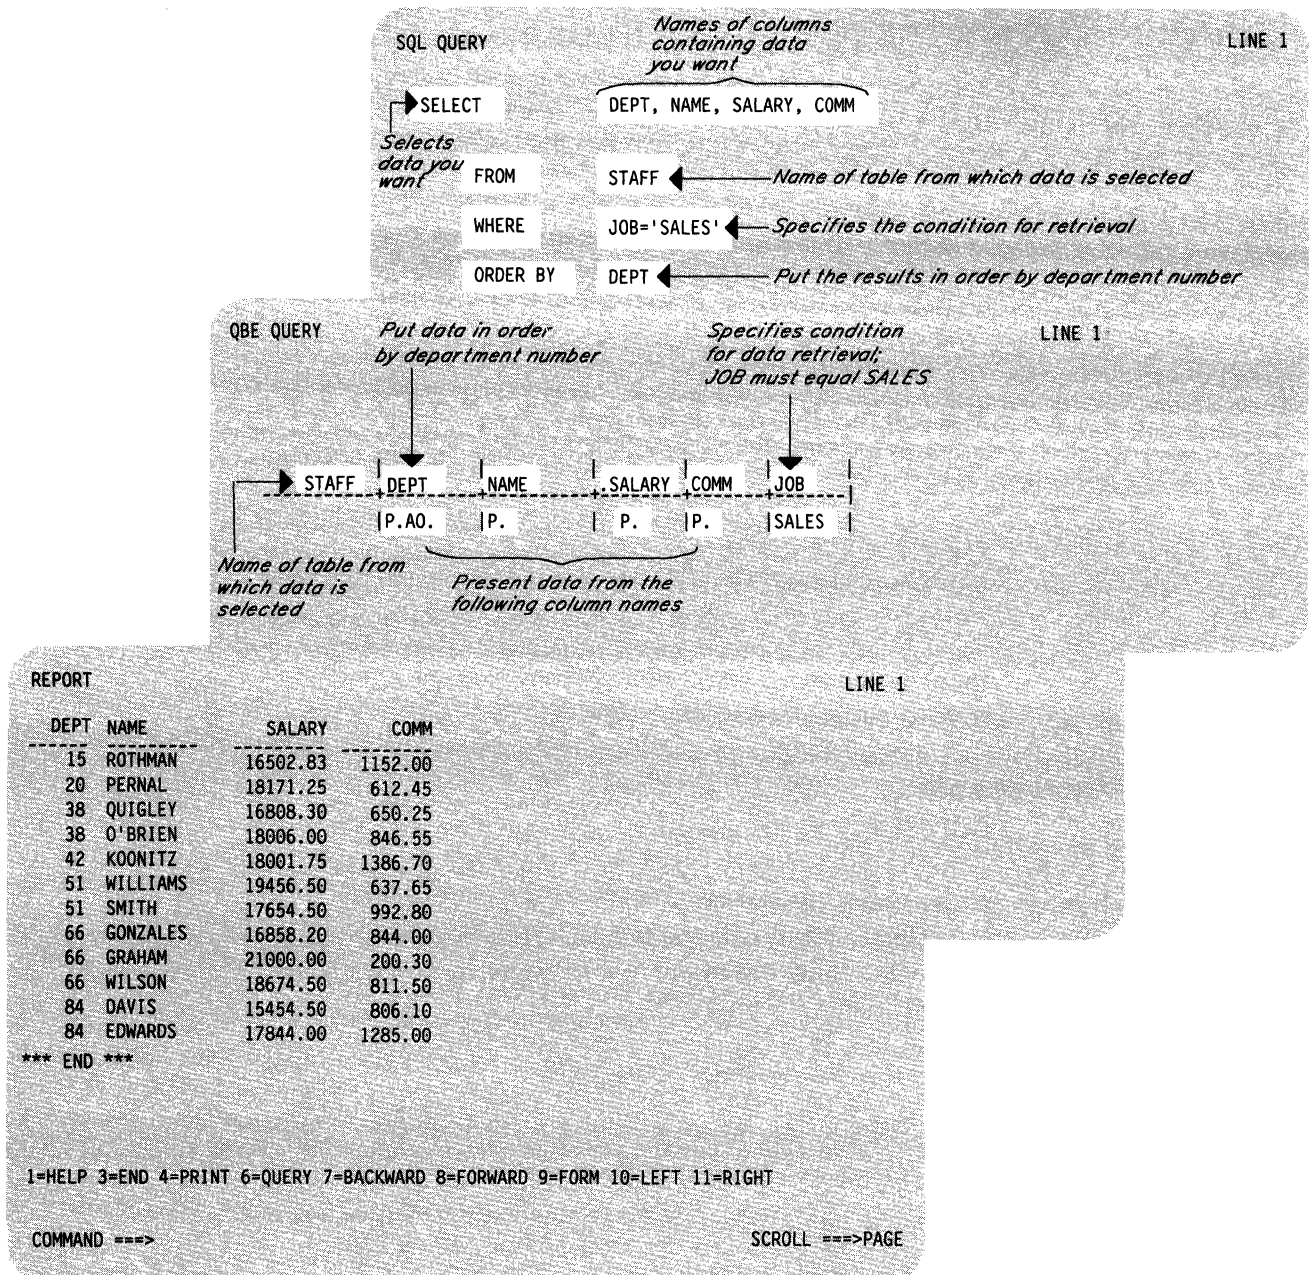 Names of columns
containing data
you want
SQL QUERY LINE 1
SELECT DEPT, NAME, SALARY, COMM
Selects
data you
want
FROM STAFF Name of table from which data is selected
WHERE JOB='SALES' Specifies the condition for retrieval
ORDER BY DEPT Put the results in order by department number
QBE QUERY LINE 1
Put data in order
by department number
Specifies condition
for data retrieval;
JOB must equal SALES
STAFF |DEPT |NAME |.SALARY |COMM |JOB |
|P.AO. |P. | P. |P. |SALES |
Name of table from
which data is
selected
Present data from the
following column names
REPORT LINE 1
DEPT NAME SALARY COMM
------ --------- --------- ---------
15 ROTHMAN 16502.83 1152.00
20 PERNAL 18171.25 612.45
38 QUIGLEY 16808.30 650.25
38 O'BRIEN 18006.00 846.55
42 KOONITZ 18001.75 1386.70
51 WILLIAMS 19456.50 637.65
51 SMITH 17654.50 992.80
66 GONZALES 16858.20 844.00
66 GRAHAM 21000.00 200.30
66 WILSON 18674.50 811.50
84 DAVIS 15454.50 806.10
84 EDWARDS 17844.00 1285.00
*** END ***
1=HELP 3=END 4=PRINT 6=QUERY 7=BACKWARD 8=FORWARD 9=FORM 10=LEFT 11=RIGHT
COMMAND ===> SCROLL ===>PAGE